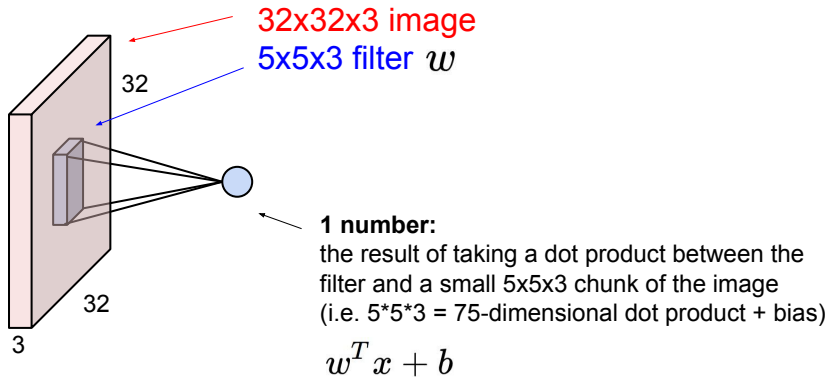 32x32x3 image
5x5x3 filter w
32
32
3
1 number:
the result of taking a dot product between the
filter and a small 5x5x3 chunk of the image
(i.e. 5*5*3 = 75-dimensional dot product + bias)
w^T x + b